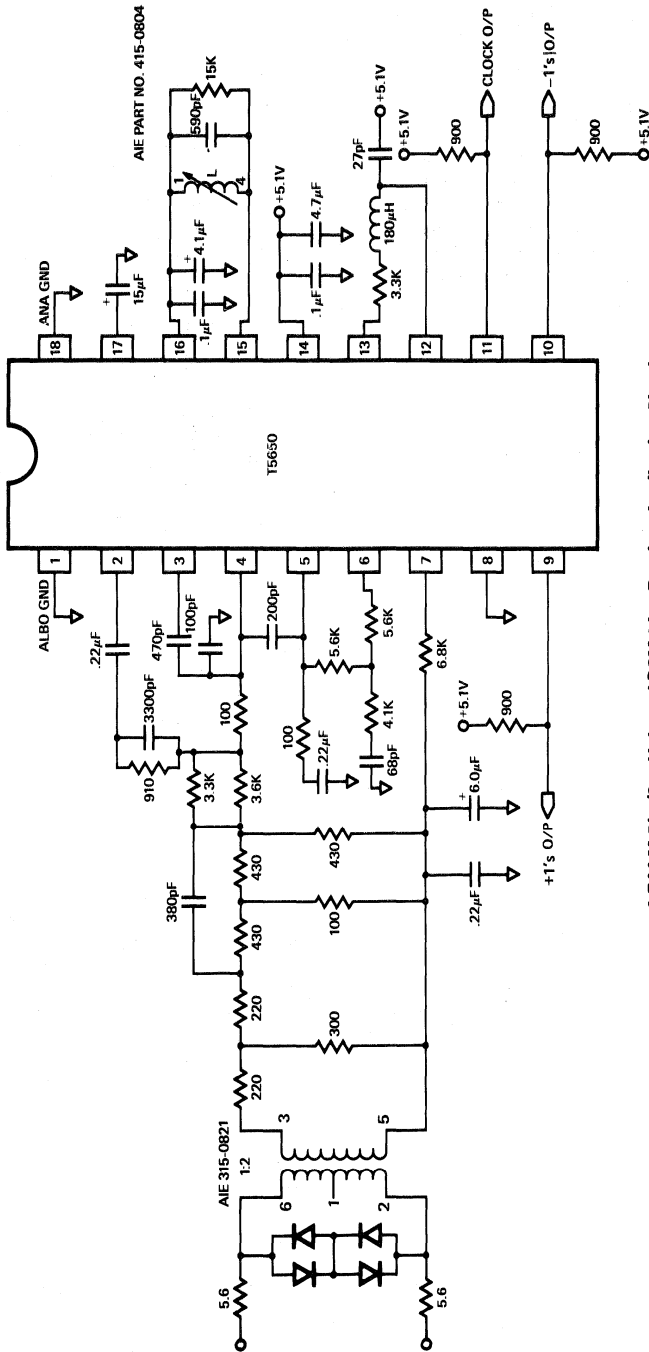 AIE PART NO. 415-0804
15K
590pF
1
L
4
+
4.1µF
.1µF
ANA GND
+
15µF
+5.1V
4.7µF
.1µF
180µH
3.3K
27pF
+5.1V
+5.1V
900
CLOCK O/P
-1's O/P
900
+5.1V
18
17
16
15
14
13
12
11
10
T5650
1
2
3
4
5
6
7
8
9
ALBO GND
.22µF
3300pF
910
470pF
100pF
100
200pF
3.3K
3.6K
380pF
430
430
430
100
220
300
220
100
.22µF
5.6K
5.6K
4.1K
68pF
6.8K
+5.1V
900
+1's O/P
+
6.0µF
.22µF
AIE 315-0821
1:2
3
5
6
1
2
5.6
5.6